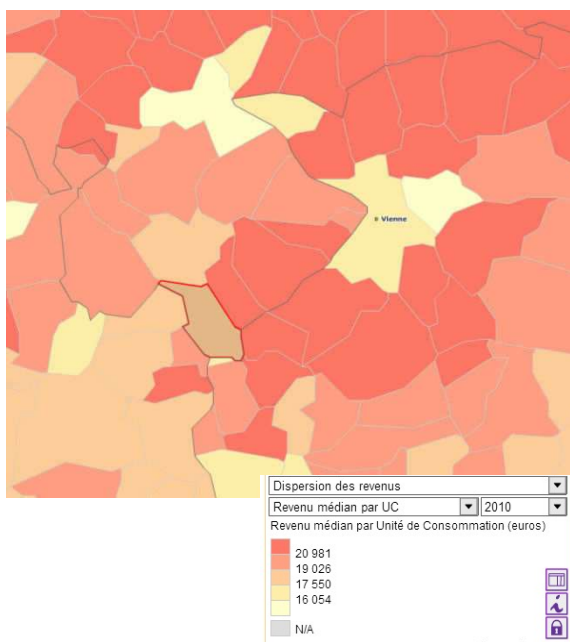 Vienne
Dispersion des revenus
Revenu médian par UC 2010
Revenu médian par Unité de Consommation (euros)
20 981
19 026
17 550
16 054
N/A